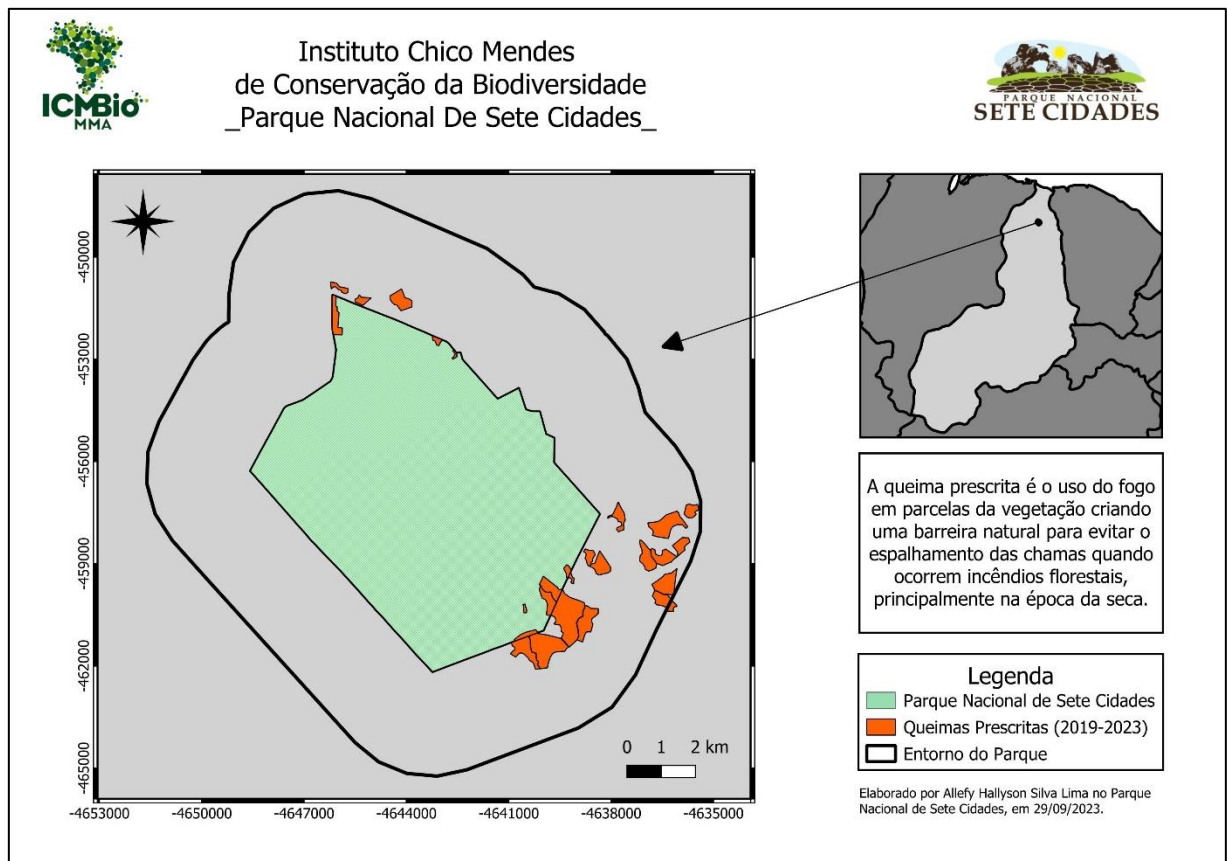 ICMBio
MMA
Instituto Chico Mendes
de Conservação da Biodiversidade
_Parque Nacional De Sete Cidades_
PARQUE NACIONAL
SETE CIDADES
-450000
-453000
-456000
-459000
-462000
-465000
-4653000
-4650000
-4647000
-4644000
-4641000
-4638000
-4635000
0 1 2 km
A queima prescrita é o uso do fogo
em parcelas da vegetação criando
uma barreira natural para evitar o
espalhamento das chamas quando
ocorrem incêndios florestais,
principalmente na época da seca.
Legenda
Parque Nacional de Sete Cidades
Queimas Prescritas (2019-2023)
Entorno do Parque
Elaborado por Allefy Hallyson Silva Lima no Parque
Nacional de Sete Cidades, em 29/09/2023.